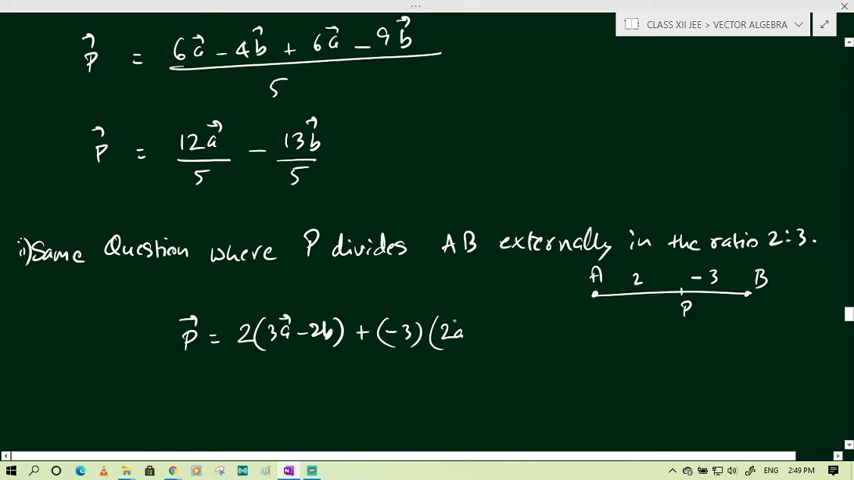 CLASS XII JEE > VECTOR ALGEBRA
P⃗ = 6a⃗ - 4b⃗ + 6a⃗ - 9b⃗
5
P⃗ = 12a⃗/5 - 13b⃗/5
ii) Same Question where P divides AB externally in the ratio 2:3.
A 2 -3 B
P
P⃗ = 2(3a⃗ - 2b) + (-3)(2a
ENG 2:49 PM